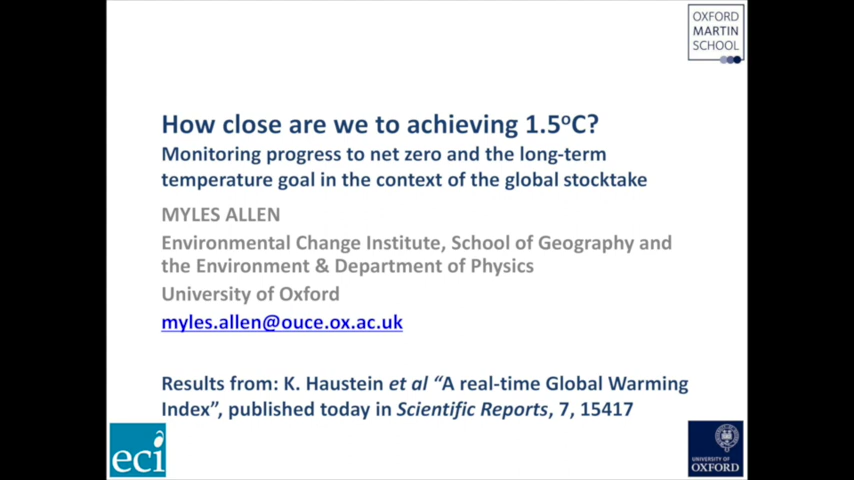 OXFORD
MARTIN
SCHOOL
How close are we to achieving 1.5ºC?
Monitoring progress to net zero and the long-term
temperature goal in the context of the global stocktake
MYLES ALLEN
Environmental Change Institute, School of Geography and
the Environment & Department of Physics
University of Oxford
myles.allen@ouce.ox.ac.uk
Results from: K. Haustein et al “A real-time Global Warming
Index”, published today in Scientific Reports, 7, 15417
eci
UNIVERSITY OF
OXFORD